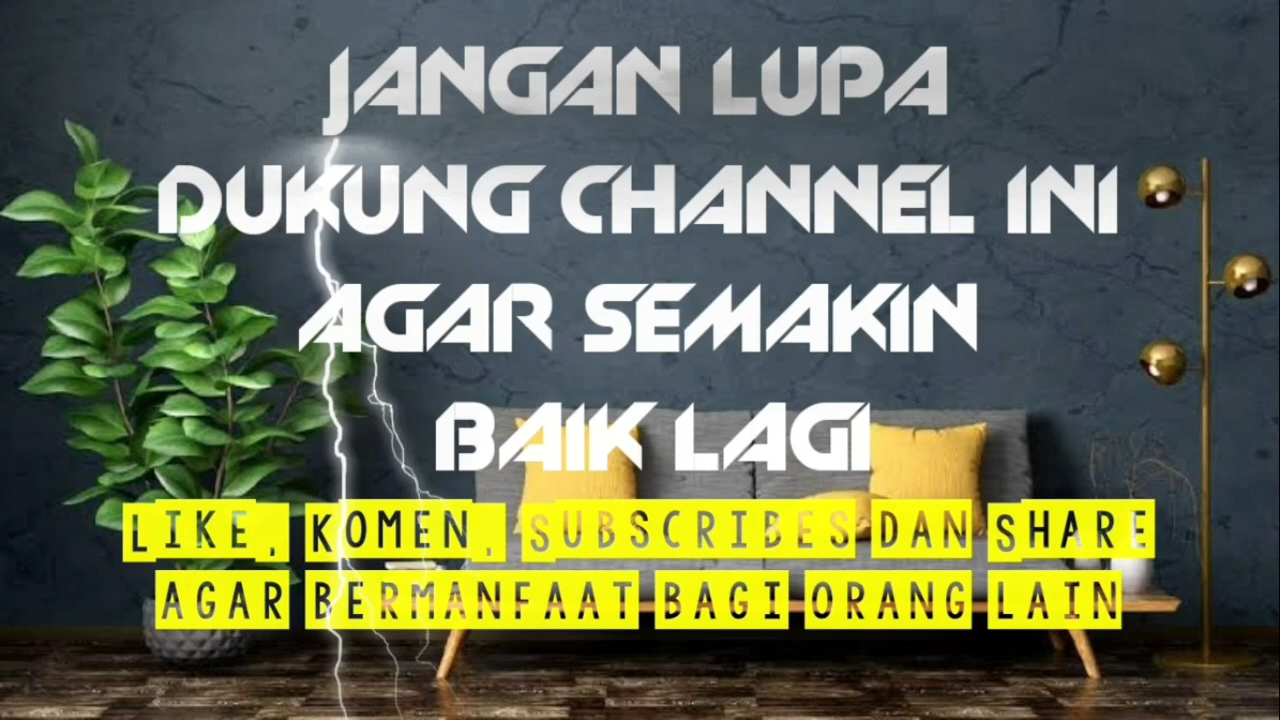 JANGAN LUPA
DUKUNG CHANNEL INI
AGAR SEMAKIN
BAIK LAGI
LIKE, KOMEN, SUBSCRIBES DAN SHARE
AGAR BERMANFAAT BAGI ORANG LAIN